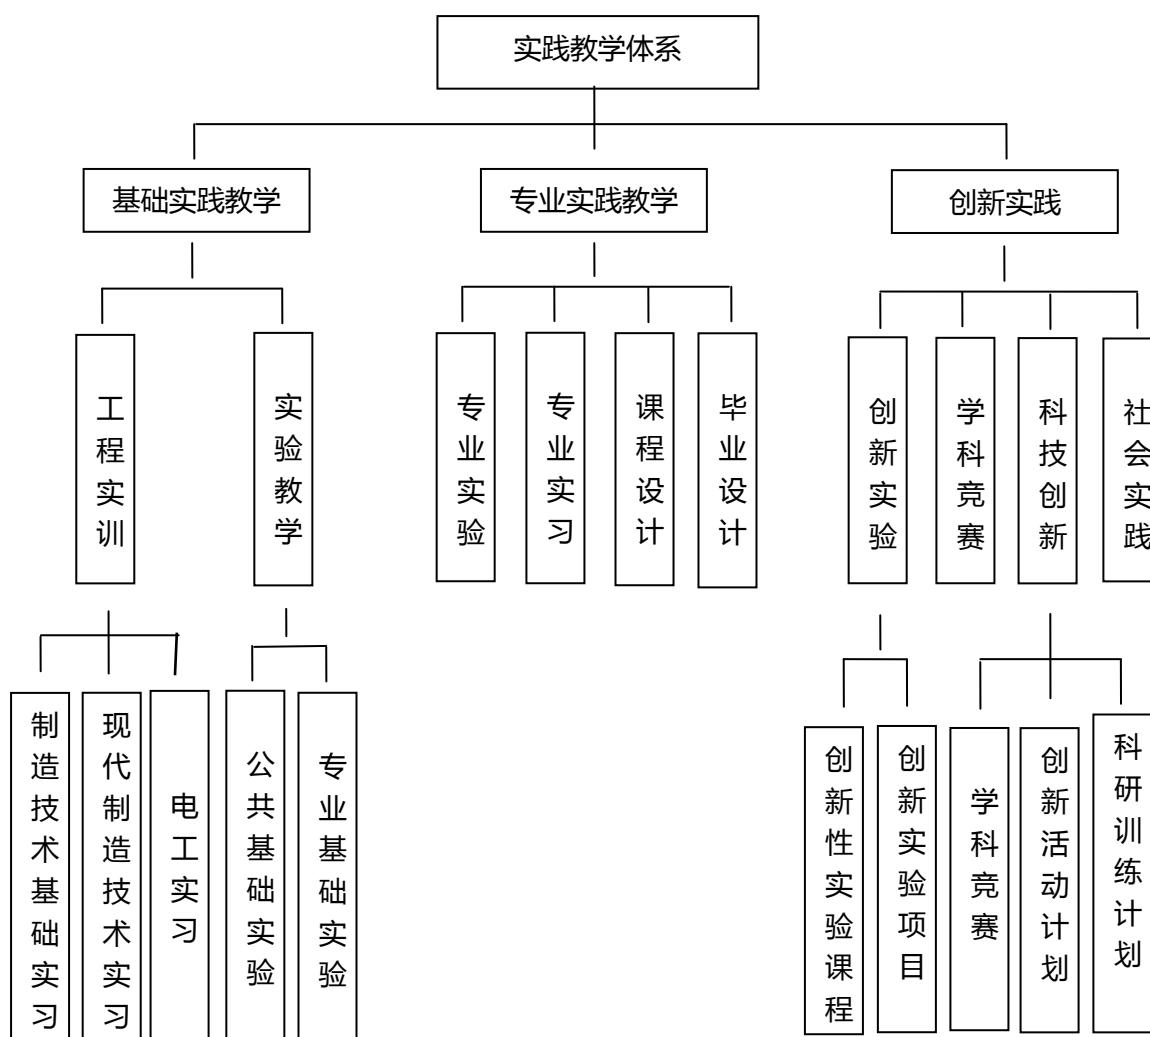 实践教学体系
基础实践教学
专业实践教学
创新实践
工程实训
实验教学
专业实验
专业实习
课程设计
毕业设计
创新实验
学科竞赛
科技创新
社会实践
制造技术基础实习
现代制造技术实习
电工实习
公共基础实验
专业基础实验
创新性实验课程
创新实验项目
学科竞赛
创新活动计划
科研训练计划